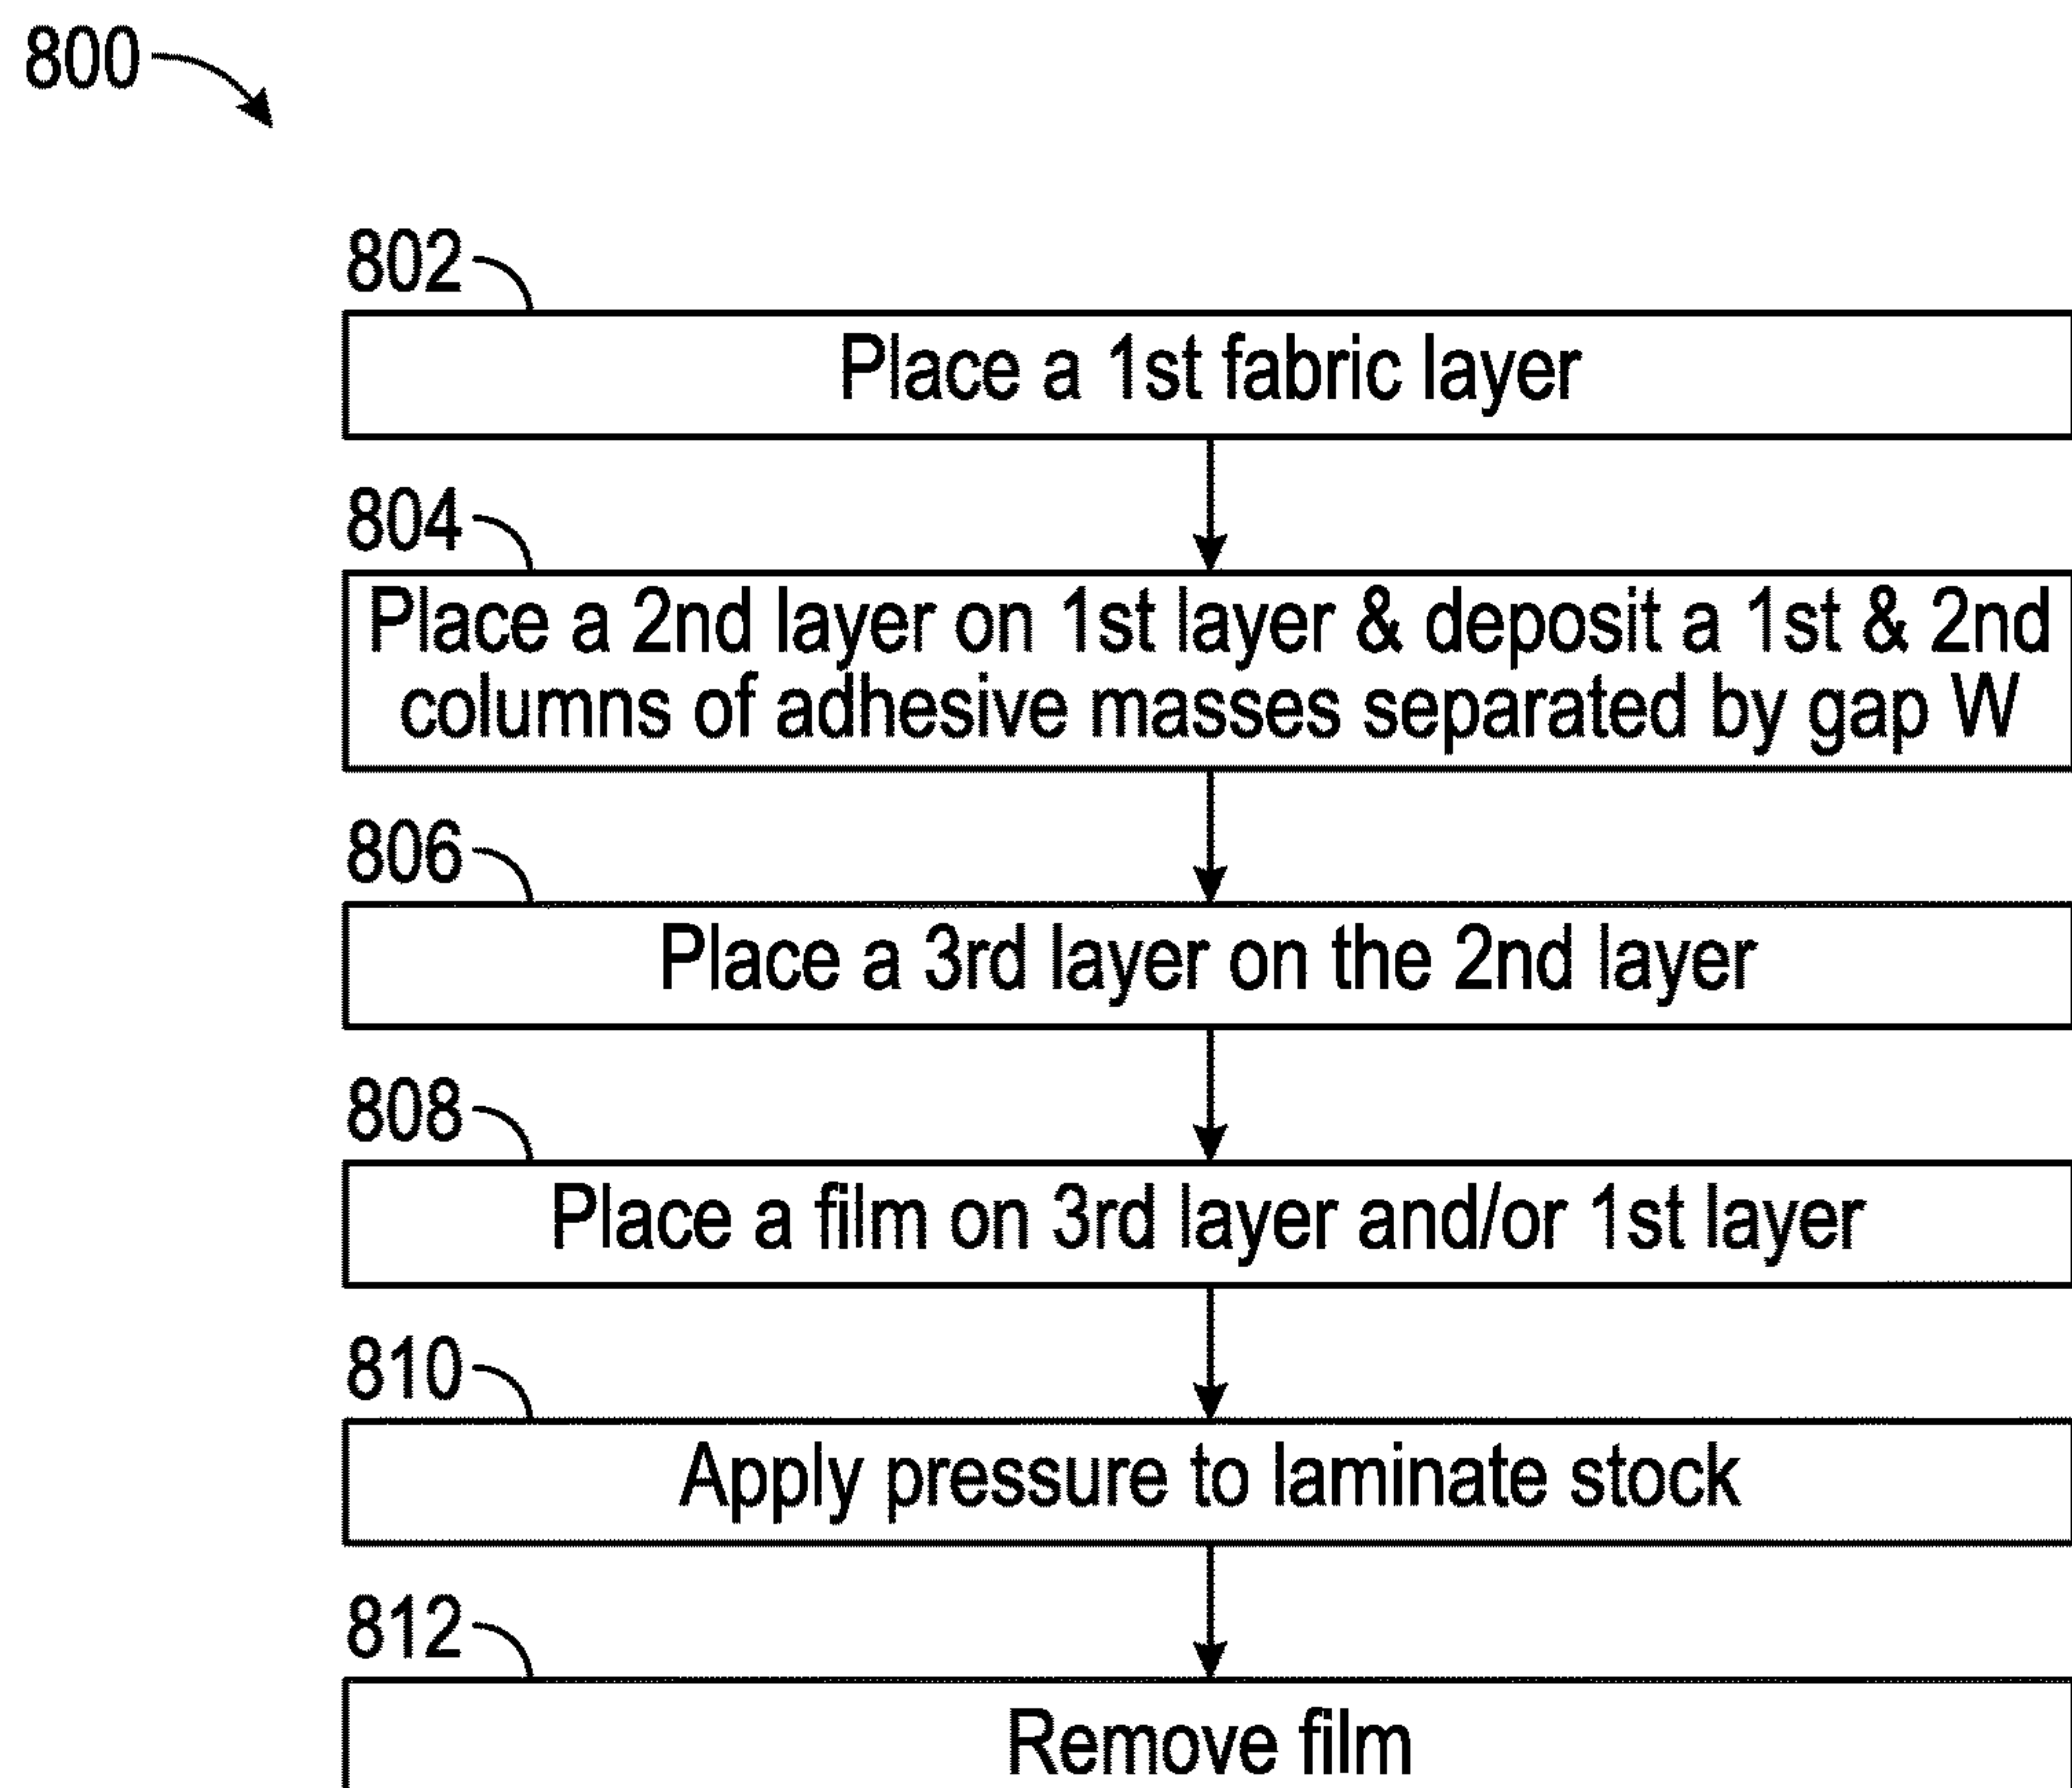 800
802
Place a 1st fabric layer
804
Place a 2nd layer on 1st layer & deposit a 1st & 2nd
columns of adhesive masses separated by gap W
806
Place a 3rd layer on the 2nd layer
808
Place a film on 3rd layer and/or 1st layer
810
Apply pressure to laminate stock
812
Remove film